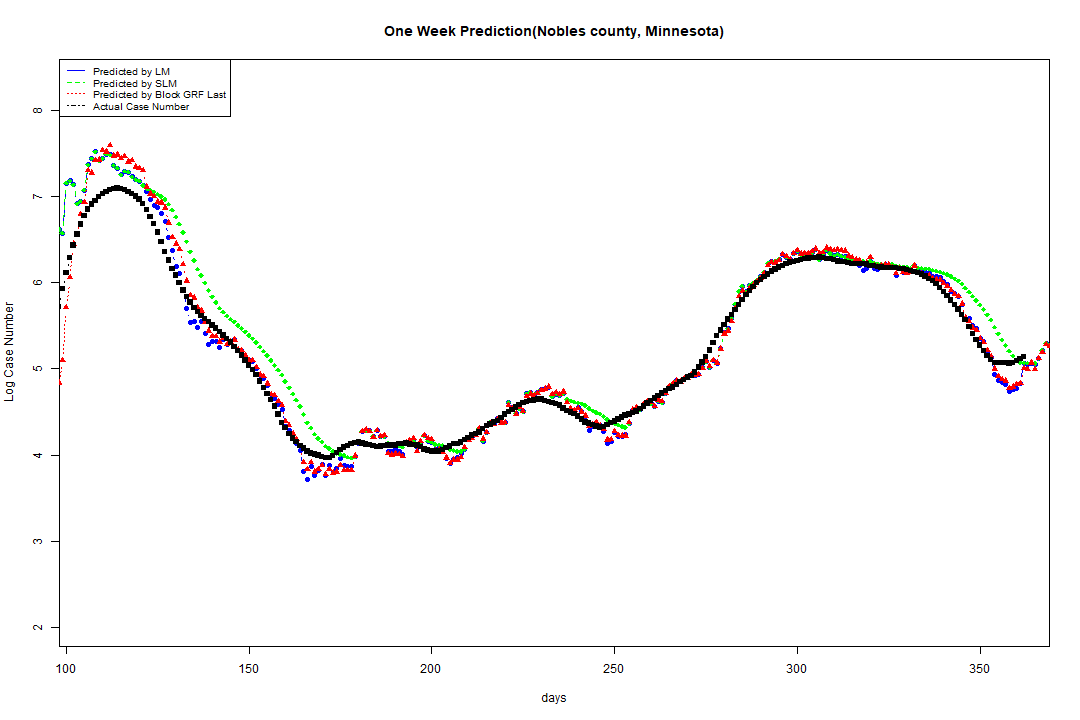 One Week Prediction(Nobles county, Minnesota)
Predicted by LM
Predicted by SLM
Predicted by Block GRF Last
Actual Case Number
Log Case Number
8
7
6
5
4
3
2
100 150 200 250 300 350
days